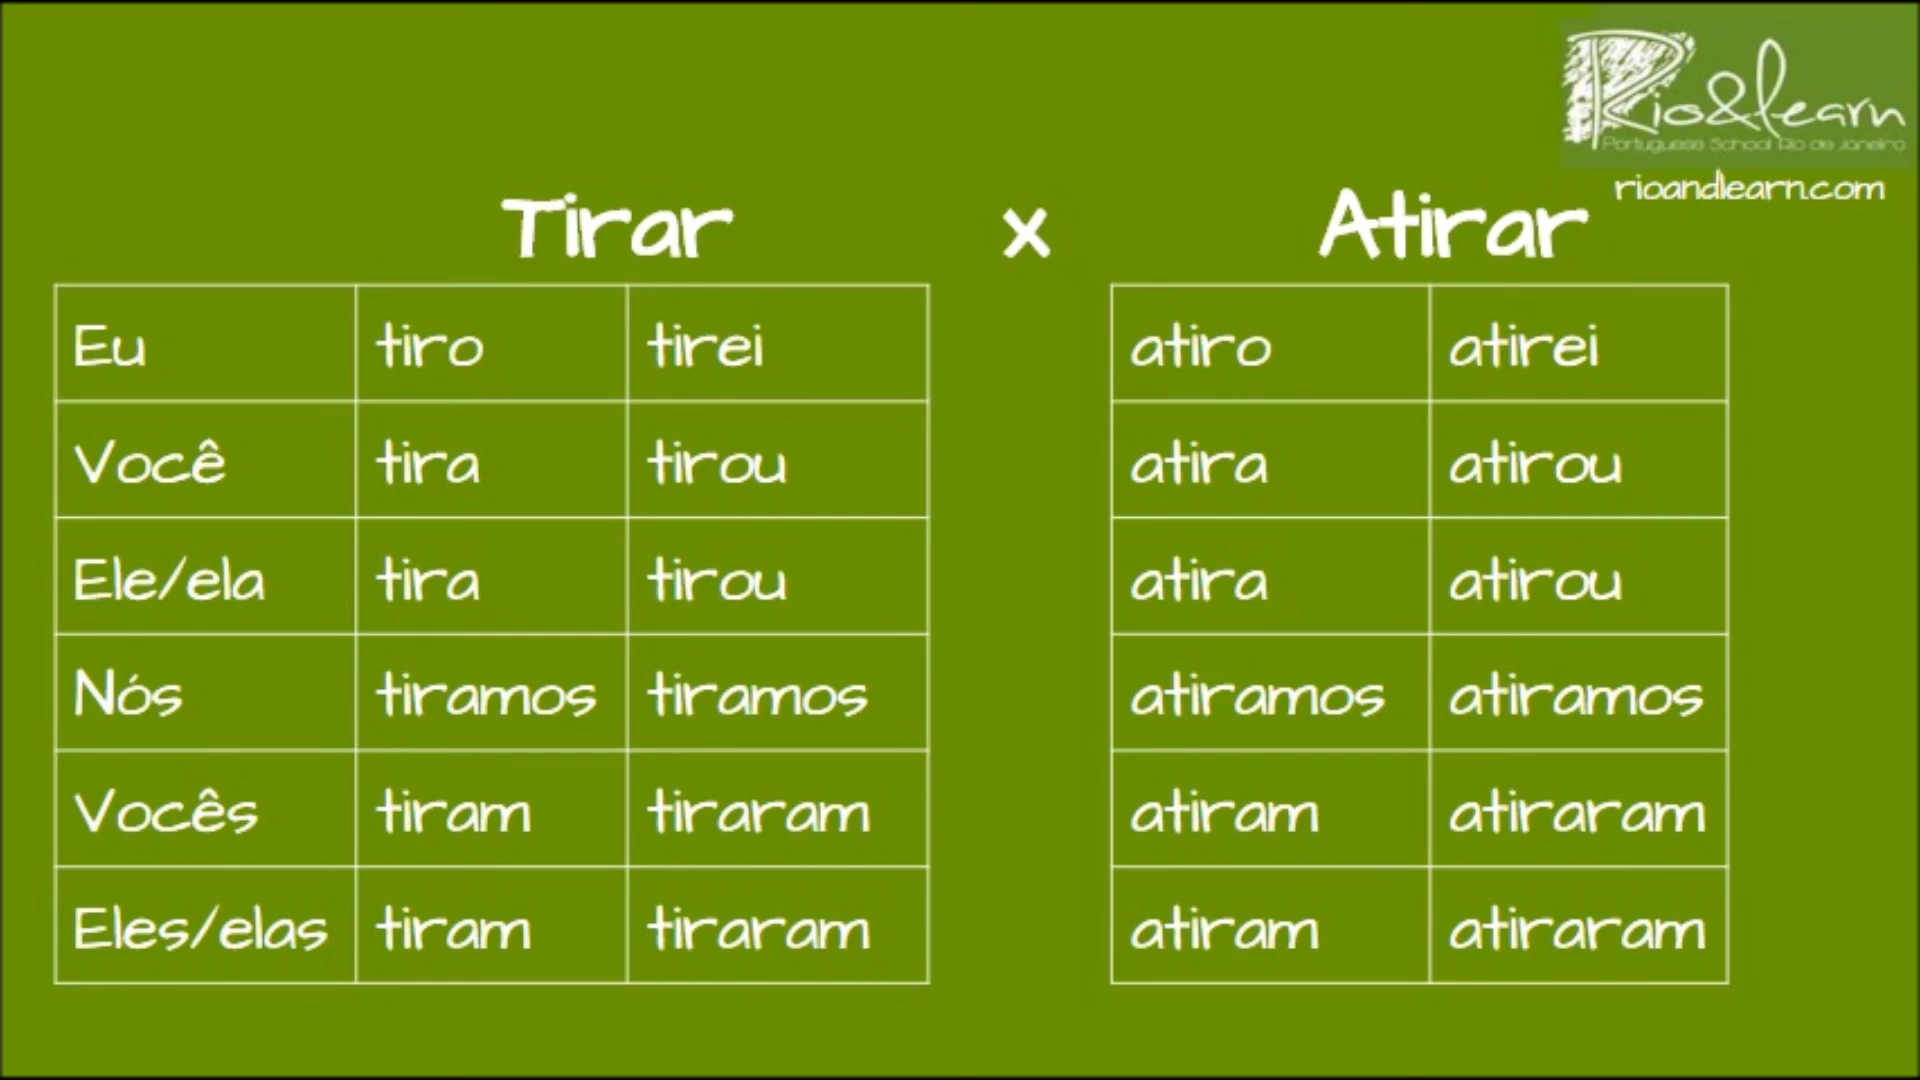 Rio&learn
Portuguese School Rio de Janeiro
rioandlearn.com
Tirar x Atirar
Eu tiro tirei atiro atirei
Você tira tirou atira atirou
Ele/ela tira tirou atira atirou
Nós tiramos tiramos atiramos atiramos
Vocês tiram tiraram atiram atiraram
Eles/elas tiram tiraram atiram atiraram